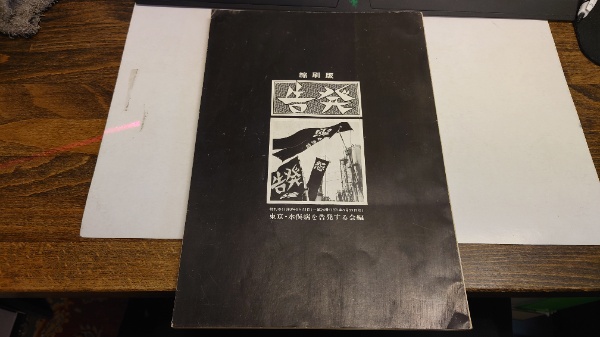 縮刷版
告発
告発
東京・水俣病を告発する会編